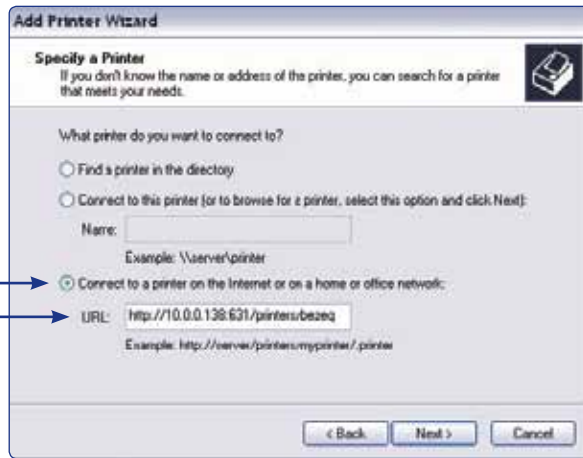 Add Printer Wizard
Specify a Printer
If you don't know the name or address of the printer, you can search for a printer
that meets your needs.
What printer do you want to connect to?
Find a printer in the directory
Connect to this printer (or to browse for a printer, select this option and click Next):
Name:
Example: \\server\printer
Connect to a printer on the Internet or on a home or office network:
URL: http://10.0.0.138:631/printers/bezeq
Example: http://server/printers/myprinter/.printer
< Back Next > Cancel